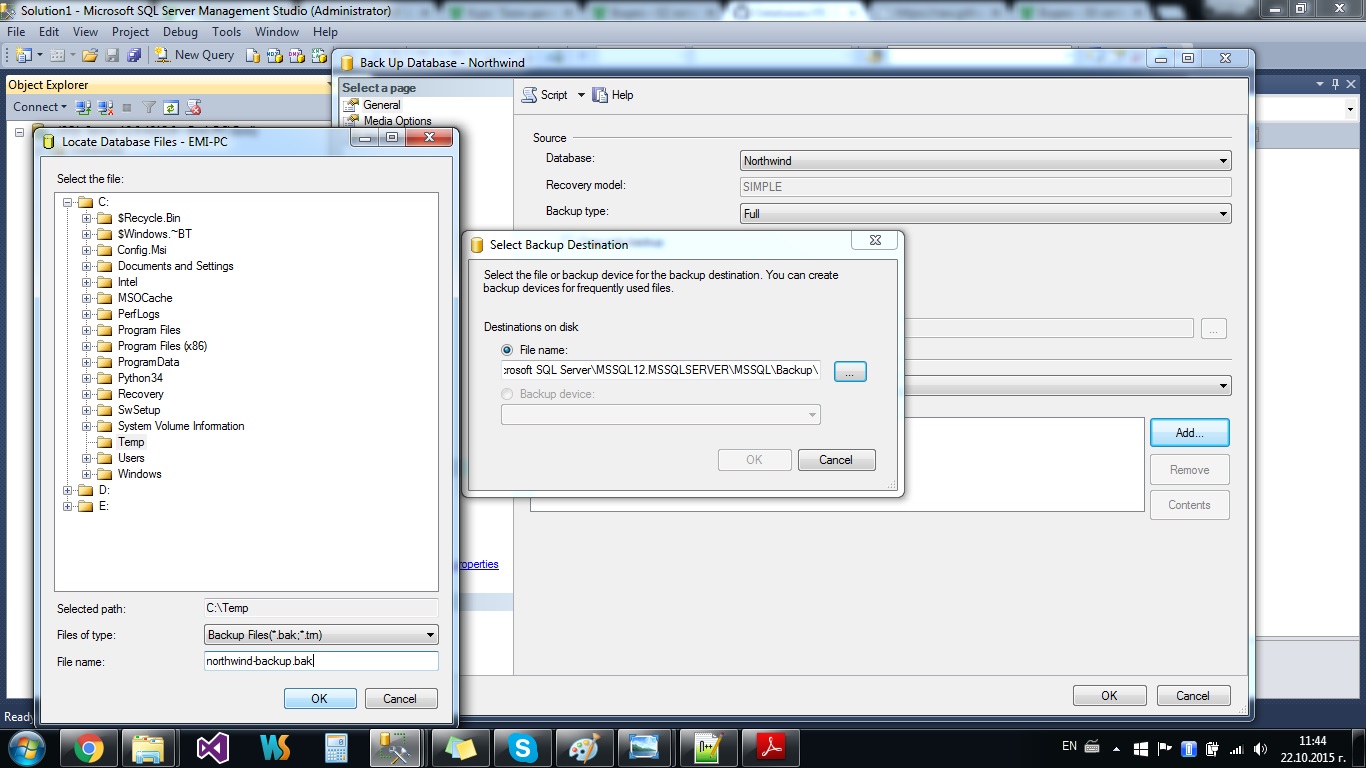 Solution1 - Microsoft SQL Server Management Studio (Administrator)
File Edit View Project Debug Tools Window Help
New Query
Object Explorer
Connect
Back Up Database - Northwind
Select a page
General
Media Options
Script Help
Source
Database: Northwind
Recovery model: SIMPLE
Backup type: Full
Add...
Remove
Contents
operties
OK Cancel
Locate Database Files - EMI-PC
Select the file:
C:
$Recycle.Bin
$Windows.~BT
Config.Msi
Documents and Settings
Intel
MSOCache
PerfLogs
Program Files
Program Files (x86)
ProgramData
Python34
Recovery
SwSetup
System Volume Information
Temp
Users
Windows
D:
E:
Selected path: C:\Temp
Files of type: Backup Files(*.bak;*.trn)
File name: northwind-backup.bak
OK Cancel
Select Backup Destination
Select the file or backup device for the backup destination. You can create
backup devices for frequently used files.
Destinations on disk
File name:
crosoft SQL Server\MSSQL12.MSSQLSERVER\MSSQL\Backup\
...
Backup device:
OK Cancel
Ready
EN
11:44
22.10.2015 г.